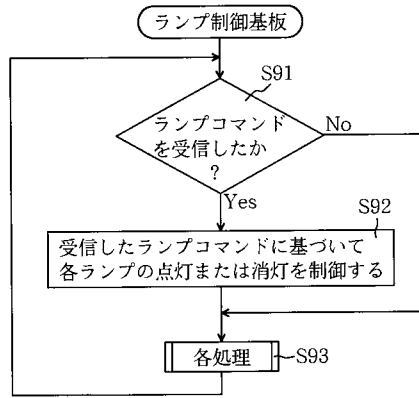 ランプ制御基板
S91
ランプコマンド
を受信したか
?
No
Yes
S92
受信したランプコマンドに基づいて
各ランプの点灯または消灯を制御する
各処理
S93